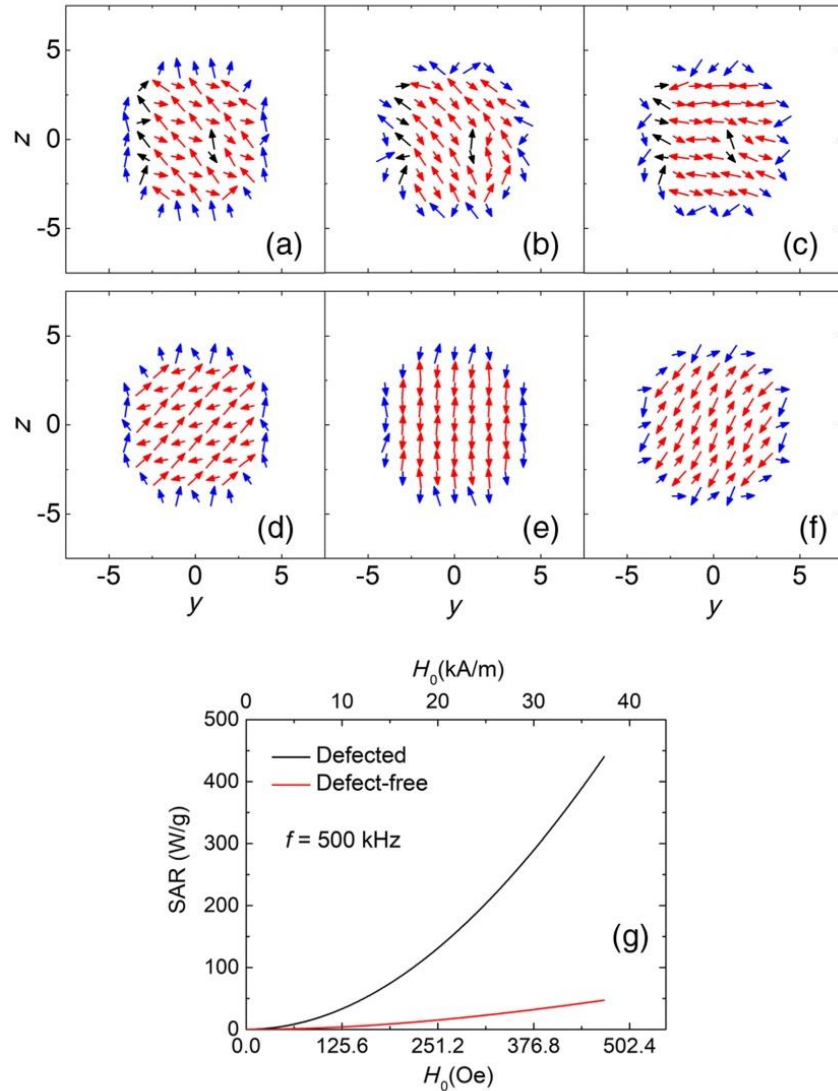 5
0
-5
z
(a)
(b)
(c)
5
0
-5
z
(d)
(e)
(f)
-5 0 5 -5 0 5 -5 0 5
y y y
H0(kA/m)
0 10 20 30 40
500
400
300
200
100
0
SAR (W/g)
Defected
Defect-free
f = 500 kHz
(g)
0.0 125.6 251.2 376.8 502.4
H0(Oe)